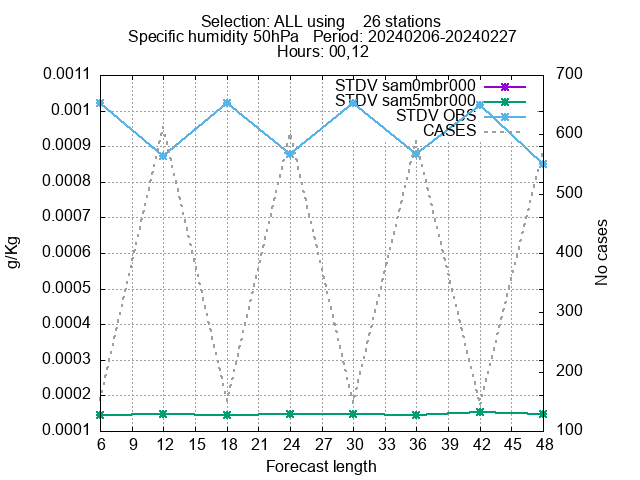 Selection: ALL using    26 stations
Specific humidity 50hPa   Period: 20240206-20240227
Hours: 00,12
STDV sam0mbr000
STDV sam5mbr000
STDV OBS
CASES
0.0011
0.001
0.0009
0.0008
0.0007
0.0006
0.0005
0.0004
0.0003
0.0002
0.0001
g/Kg
700
600
500
400
300
200
100
No cases
6 9 12 15 18 21 24 27 30 33 36 39 42 45 48
Forecast length